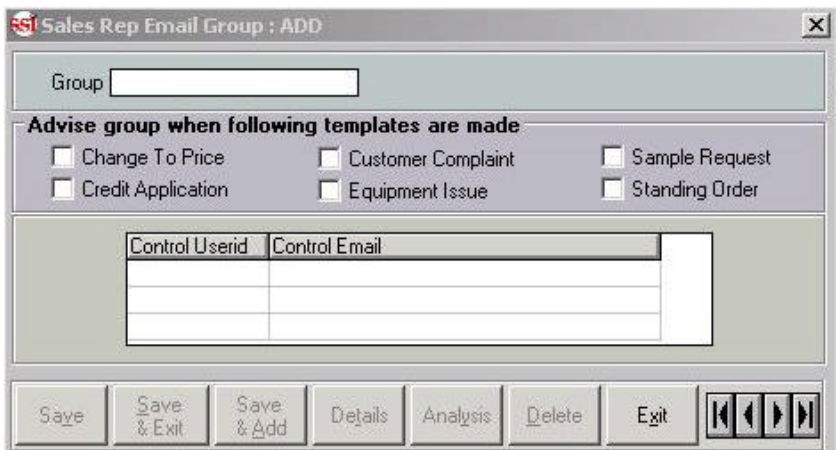 SSI Sales Rep Email Group : ADD
Group
Advise group when following templates are made
Change To Price Customer Complaint Sample Request
Credit Application Equipment Issue Standing Order
Control Userid Control Email
Save Save & Exit Save & Add Details Analysis Delete Exit